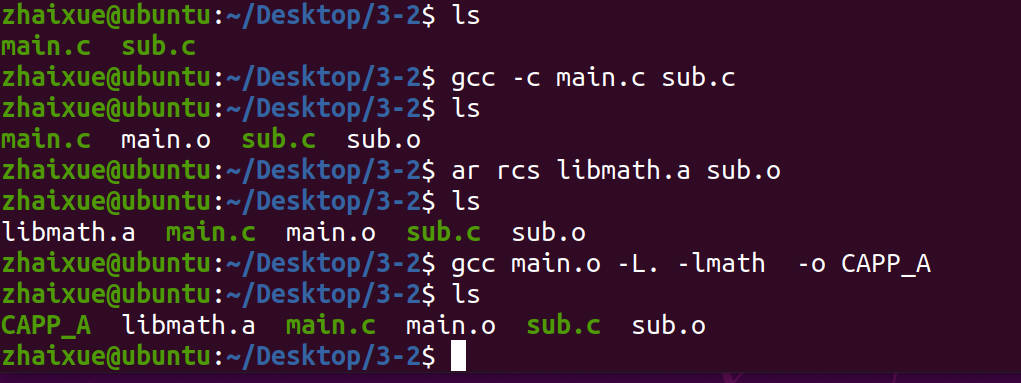 zhaixue@ubuntu:~/Desktop/3-2$ ls
main.c  sub.c
zhaixue@ubuntu:~/Desktop/3-2$ gcc -c main.c sub.c
zhaixue@ubuntu:~/Desktop/3-2$ ls
main.c  main.o  sub.c  sub.o
zhaixue@ubuntu:~/Desktop/3-2$ ar rcs libmath.a sub.o
zhaixue@ubuntu:~/Desktop/3-2$ ls
libmath.a  main.c  main.o  sub.c  sub.o
zhaixue@ubuntu:~/Desktop/3-2$ gcc main.o -L. -lmath  -o CAPP_A
zhaixue@ubuntu:~/Desktop/3-2$ ls
CAPP_A  libmath.a  main.c  main.o  sub.c  sub.o
zhaixue@ubuntu:~/Desktop/3-2$